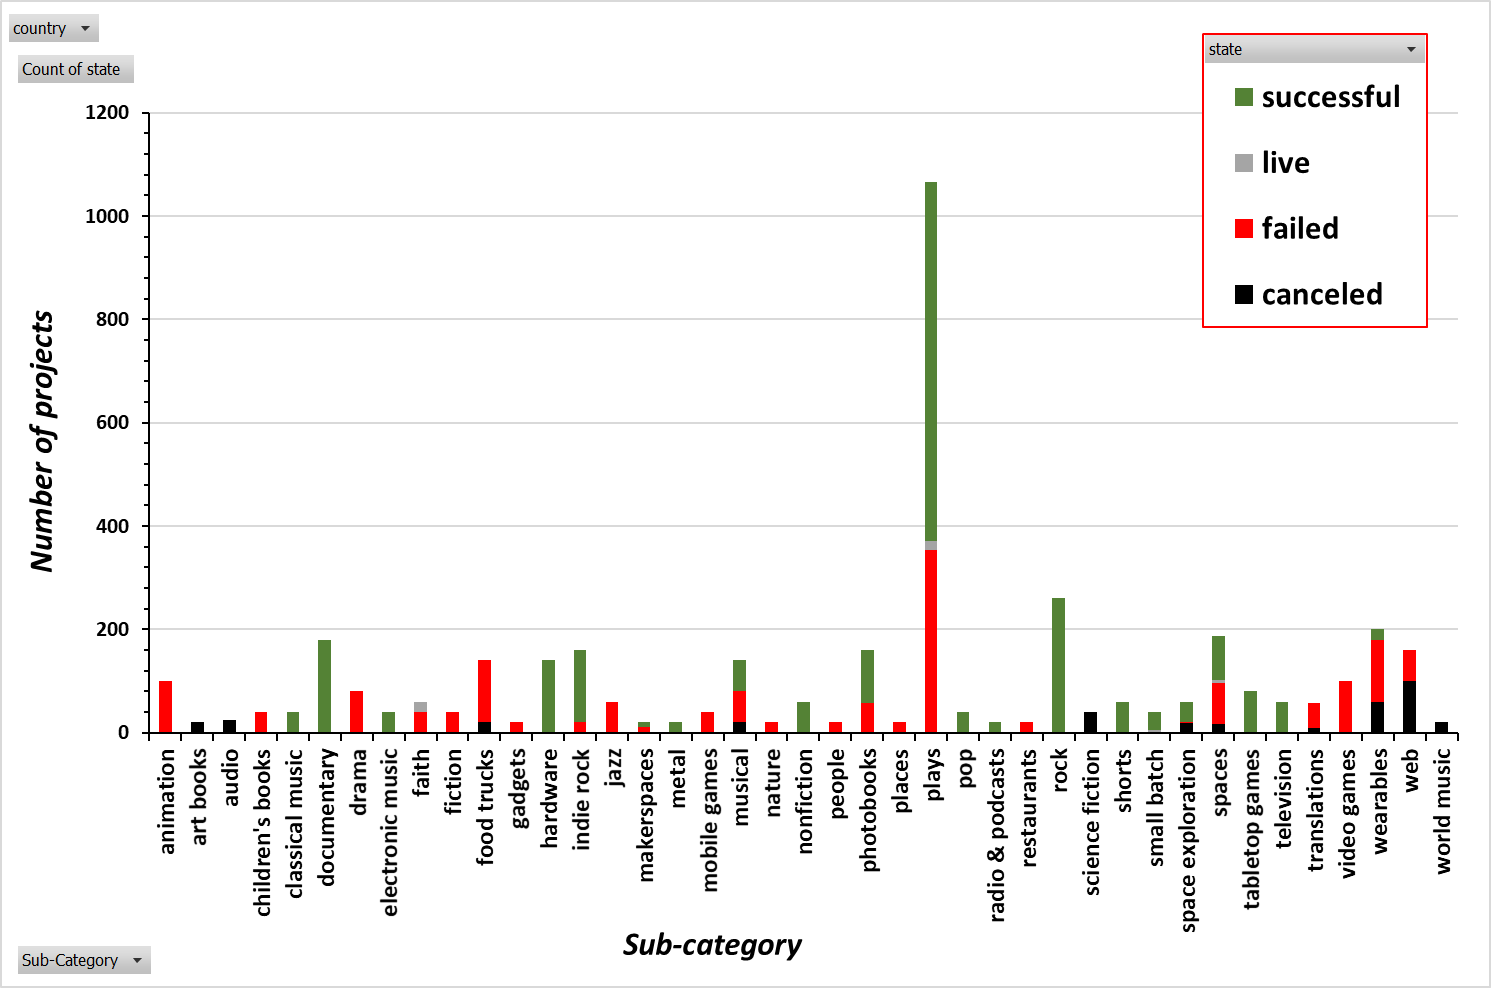 country
Count of state
state
successful
live
failed
canceled
1200
1000
800
600
400
200
0
Number of projects
animation
art books
audio
children's books
classical music
documentary
drama
electronic music
faith
fiction
food trucks
gadgets
hardware
indie rock
jazz
makerspaces
metal
mobile games
musical
nature
nonfiction
people
photobooks
places
plays
pop
radio & podcasts
restaurants
rock
science fiction
shorts
small batch
space exploration
spaces
tabletop games
television
translations
video games
wearables
web
world music
Sub-category
Sub-Category